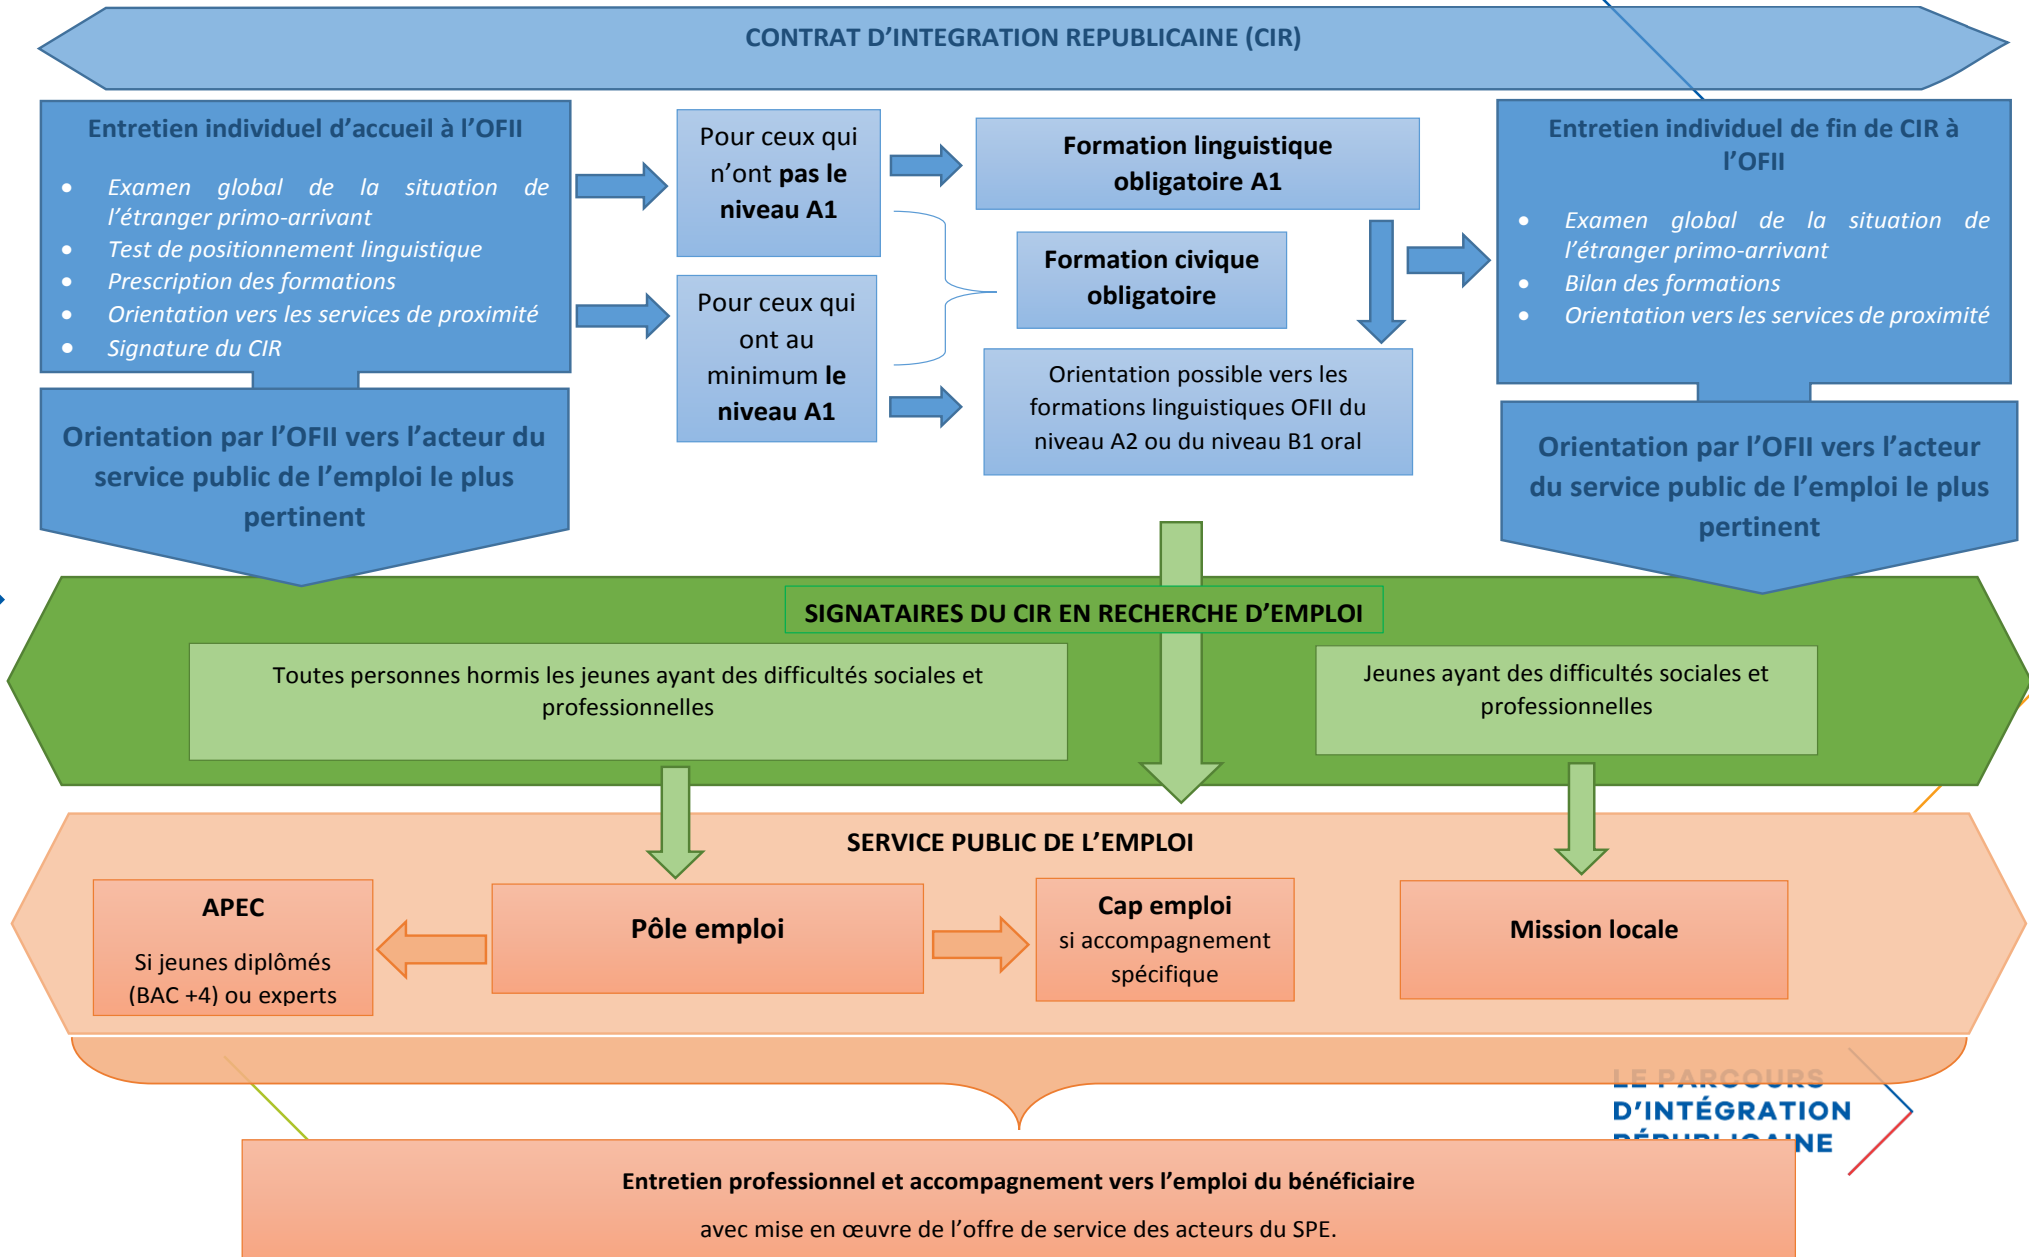 CONTRAT D'INTEGRATION REPUBLICAINE (CIR)
Entretien individuel d'accueil à l'OFII
• Examen global de la situation de
l'étranger primo-arrivant
• Test de positionnement linguistique
• Prescription des formations
• Orientation vers les services de proximité
• Signature du CIR
Orientation par l'OFII vers l'acteur du
service public de l'emploi le plus
pertinent
Pour ceux qui
n'ont pas le
niveau A1
Pour ceux qui
ont au
minimum le
niveau A1
Formation linguistique
obligatoire A1
Formation civique
obligatoire
Orientation possible vers les
formations linguistiques OFII du
niveau A2 ou du niveau B1 oral
Entretien individuel de fin de CIR à
l'OFII
• Examen global de la situation de
l'étranger primo-arrivant
• Bilan des formations
• Orientation vers les services de proximité
Orientation par l'OFII vers l'acteur
du service public de l'emploi le plus
pertinent
SIGNATAIRES DU CIR EN RECHERCHE D'EMPLOI
Toutes personnes hormis les jeunes ayant des difficultés sociales et
professionnelles
Jeunes ayant des difficultés sociales et
professionnelles
SERVICE PUBLIC DE L'EMPLOI
APEC
Si jeunes diplômés
(BAC +4) ou experts
Pôle emploi
Cap emploi
si accompagnement
spécifique
Mission locale
LE PARCOURS
D'INTÉGRATION
RÉPUBLICAINE
Entretien professionnel et accompagnement vers l'emploi du bénéficiaire
avec mise en œuvre de l'offre de service des acteurs du SPE.